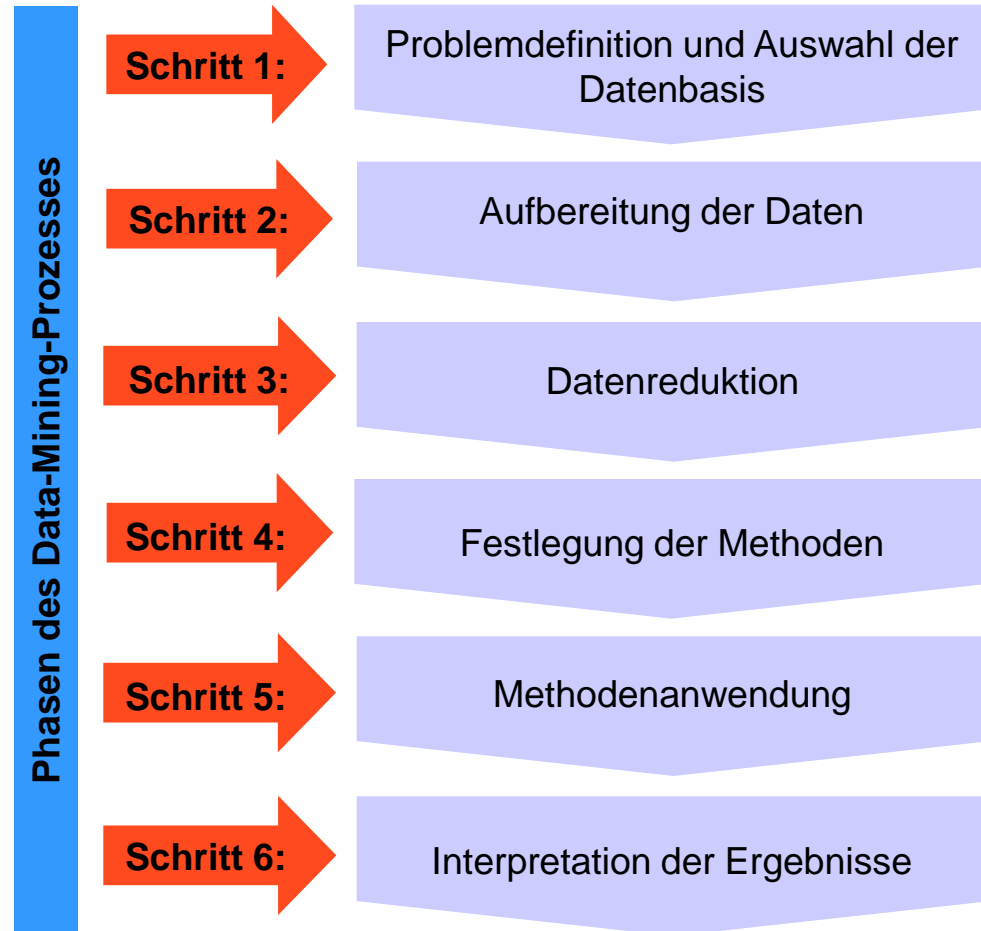 Phasen des Data-Mining-Prozesses
Schritt 1:
Problemdefinition und Auswahl der
Datenbasis
Schritt 2:
Aufbereitung der Daten
Schritt 3:
Datenreduktion
Schritt 4:
Festlegung der Methoden
Schritt 5:
Methodenanwendung
Schritt 6:
Interpretation der Ergebnisse